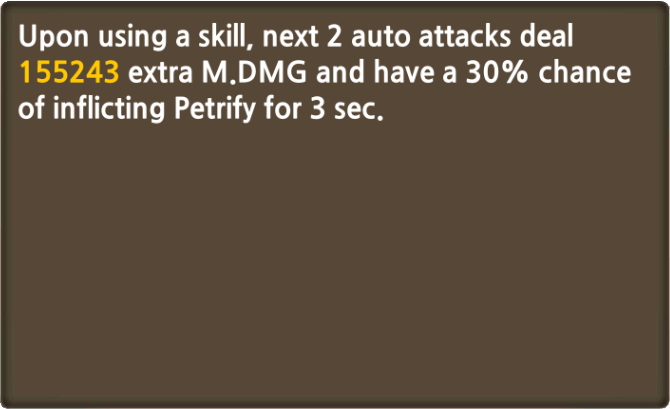 Upon using a skill, next 2 auto attacks deal
155243 extra M.DMG and have a 30% chance
of inflicting Petrify for 3 sec.